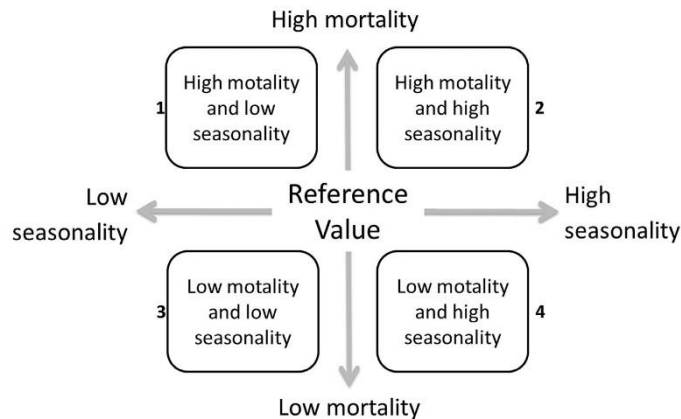 High mortality
1
High motality
and low
seasonality
High motality
and high
seasonality
2
Low
seasonality
Reference
Value
High
seasonality
3
Low motality
and low
seasonality
Low motality
and high
seasonality
4
Low mortality